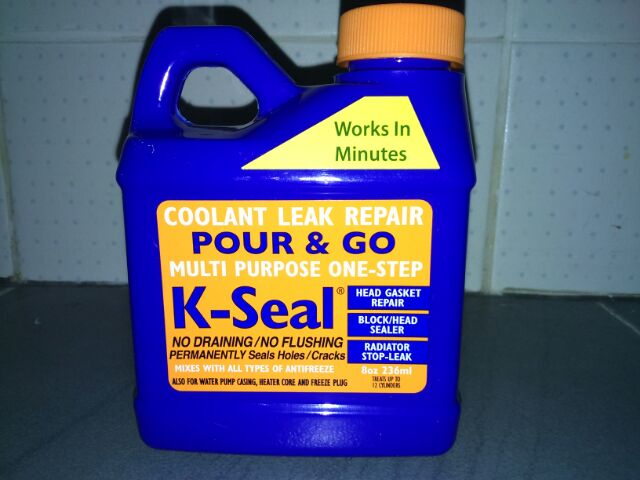 Works In
Minutes
COOLANT LEAK REPAIR
POUR & GO
MULTI PURPOSE ONE-STEP
K-Seal®
NO DRAINING/NO FLUSHING
PERMANENTLY Seals Holes/Cracks
MIXES WITH ALL TYPES OF ANTIFREEZE
ALSO FOR WATER PUMP CASING, HEATER CORE AND FREEZE PLUG
HEAD GASKET
REPAIR
BLOCK/HEAD
SEALER
RADIATOR
STOP-LEAK
8oz 236ml
TREATS UP TO
12 CYLINDERS